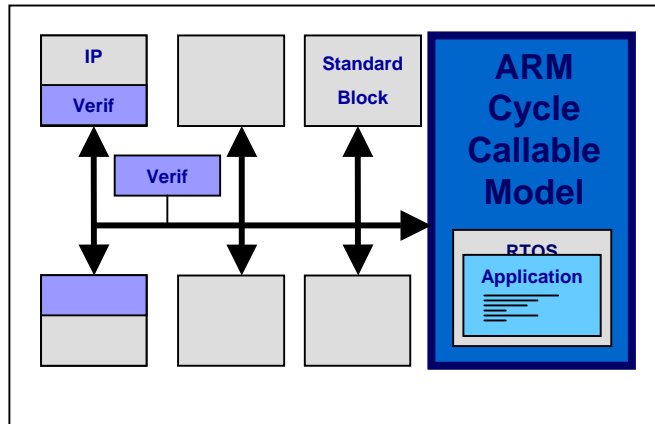 IP
Verif
Standard
Block
Verif
ARM
Cycle
Callable
Model
RTOS
Application